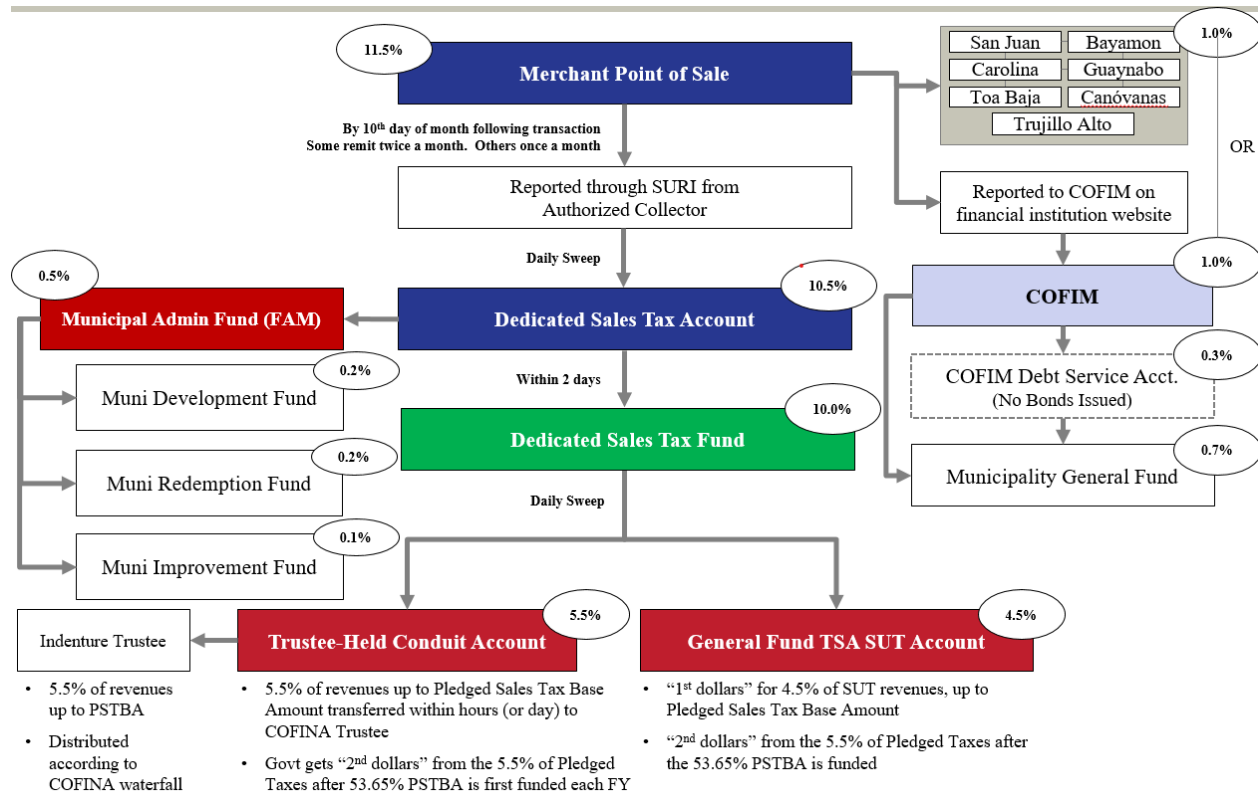 11.5%
Merchant Point of Sale
1.0%
San Juan
Bayamon
Carolina
Guaynabo
Toa Baja
Canóvanas
Trujillo Alto
OR
By 10th day of month following transaction
Some remit twice a month.  Others once a month
Reported through SURI from
Authorized Collector
Reported to COFIM on
financial institution website
Daily Sweep
0.5%
Municipal Admin Fund (FAM)
10.5%
Dedicated Sales Tax Account
1.0%
COFIM
0.2%
Muni Development Fund
Within 2 days
0.3%
COFIM Debt Service Acct.
(No Bonds Issued)
10.0%
Dedicated Sales Tax Fund
0.2%
Muni Redemption Fund
0.7%
Municipality General Fund
Daily Sweep
0.1%
Muni Improvement Fund
Indenture Trustee
5.5%
Trustee-Held Conduit Account
4.5%
General Fund TSA SUT Account
• 5.5% of revenues
up to PSTBA
• Distributed
according to
COFINA waterfall
• 5.5% of revenues up to Pledged Sales Tax Base
Amount transferred within hours (or day) to
COFINA Trustee
• Govt gets “2nd dollars” from the 5.5% of Pledged
Taxes after 53.65% PSTBA is first funded each FY
• “1st dollars” for 4.5% of SUT revenues, up to
Pledged Sales Tax Base Amount
• “2nd dollars” from the 5.5% of Pledged Taxes after
the 53.65% PSTBA is funded